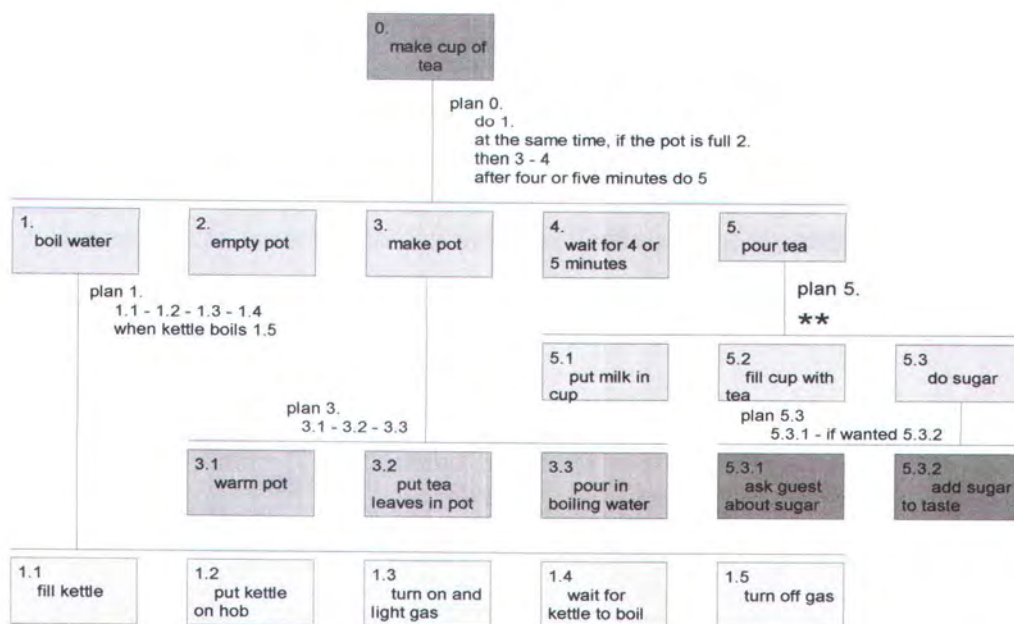 0.
make cup of
tea
plan 0.
do 1.
at the same time, if the pot is full 2.
then 3 - 4
after four or five minutes do 5
1.
boil water
2.
empty pot
3.
make pot
4.
wait for 4 or
5 minutes
5.
pour tea
plan 1.
1.1 - 1.2 - 1.3 - 1.4
when kettle boils 1.5
plan 5.
**
5.1
put milk in
cup
5.2
fill cup with
tea
5.3
do sugar
plan 3.
3.1 - 3.2 - 3.3
plan 5.3
5.3.1 - if wanted 5.3.2
3.1
warm pot
3.2
put tea
leaves in pot
3.3
pour in
boiling water
5.3.1
ask guest
about sugar
5.3.2
add sugar
to taste
1.1
fill kettle
1.2
put kettle
on hob
1.3
turn on and
light gas
1.4
wait for
kettle to boil
1.5
turn off gas